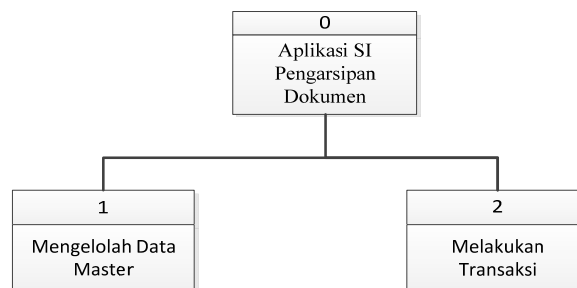 0
Aplikasi SI
Pengarsipan
Dokumen
1
Mengelolah Data
Master
2
Melakukan
Transaksi